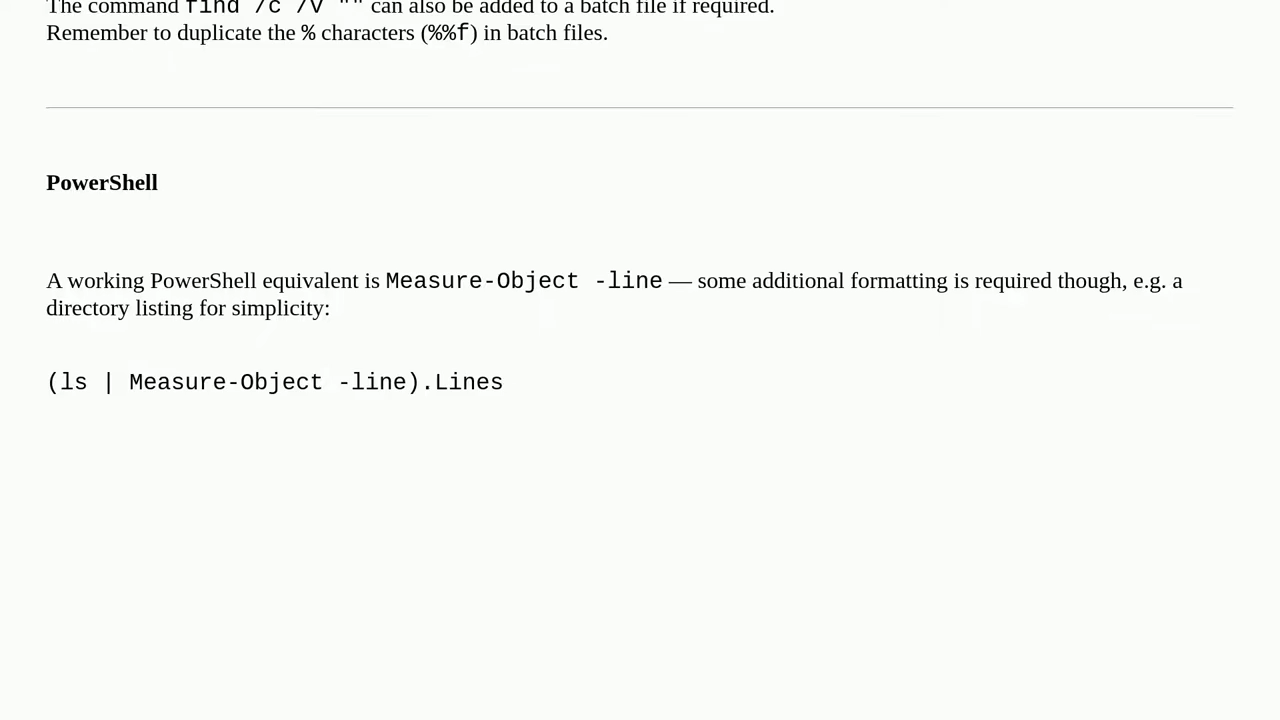 The command find /c /v "" can also be added to a batch file if required.
Remember to duplicate the % characters (%%f) in batch files.
PowerShell
A working PowerShell equivalent is Measure-Object -line — some additional formatting is required though, e.g. a
directory listing for simplicity:
(ls | Measure-Object -line).Lines